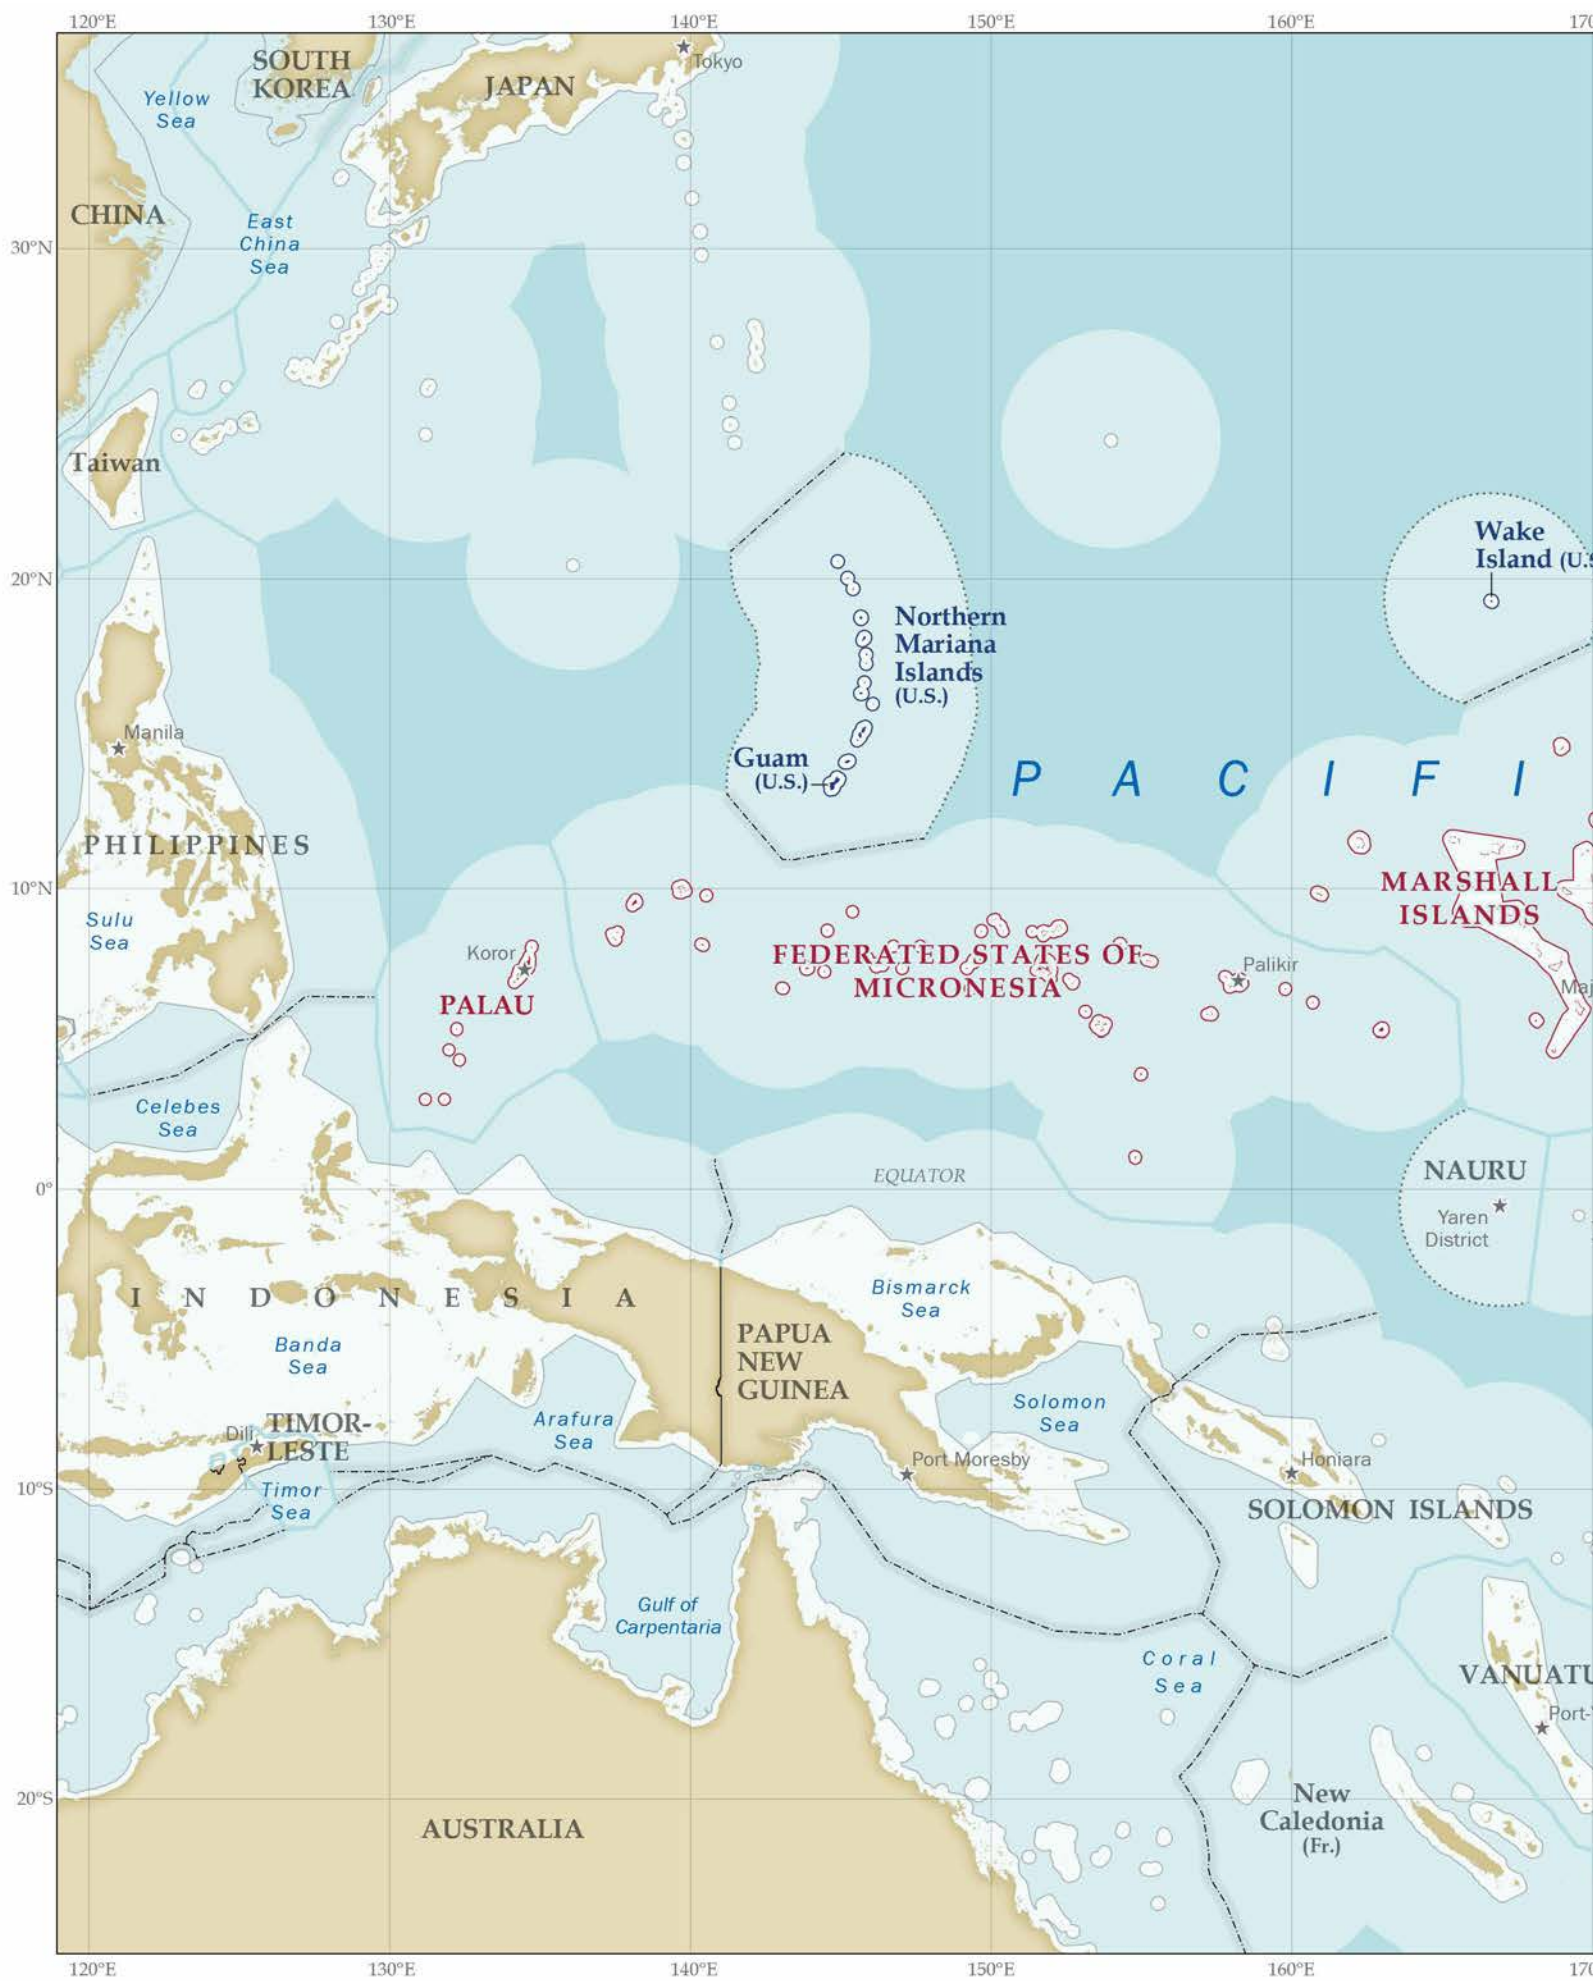 120°E 130°E 140°E 150°E 160°E
Tokyo
SOUTH
KOREA
JAPAN
Yellow
Sea
CHINA
East
China
Sea
30°N
Taiwan
Wake
Island (U.S
20°N
Northern
Mariana
Islands
(U.S.)
Manila
Guam
(U.S.)
P A C I F I
PHILIPPINES
10°N
MARSHALL
ISLANDS
Sulu
Sea
Koror
PALAU
FEDERATED STATES OF
MICRONESIA
Palikir
Maj
Celebes
Sea
EQUATOR
NAURU
0°
Yaren
District
INDONESIA
Bismarck
Sea
Banda
Sea
PAPUA
NEW
GUINEA
Solomon
Sea
Arafura
Sea
Dili
TIMOR-
LESTE
Port Moresby
Honiara
10°S
Timor
Sea
SOLOMON ISLANDS
Gulf of
Carpentaria
Coral
Sea
VANUATU
Port-
20°S
New
Caledonia
(Fr.)
AUSTRALIA
120°E 130°E 140°E 150°E 160°E